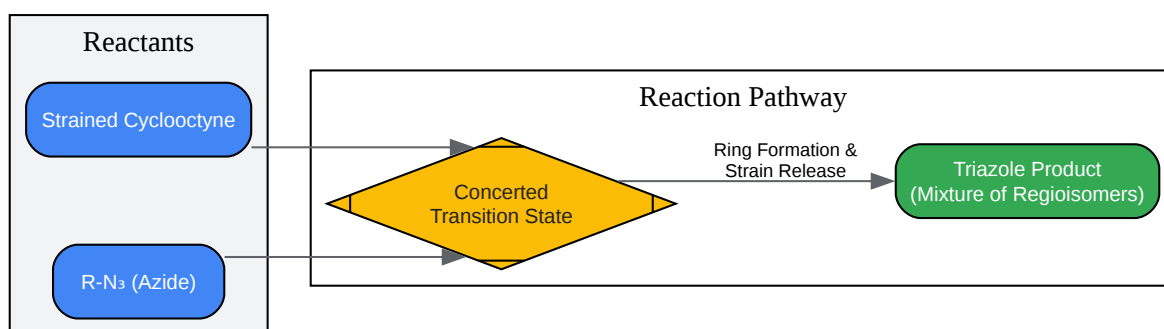 Reactants
Strained Cyclooctyne
R-N₃ (Azide)
Reaction Pathway
Concerted
Transition State
Ring Formation &
Strain Release
Triazole Product
(Mixture of Regioisomers)